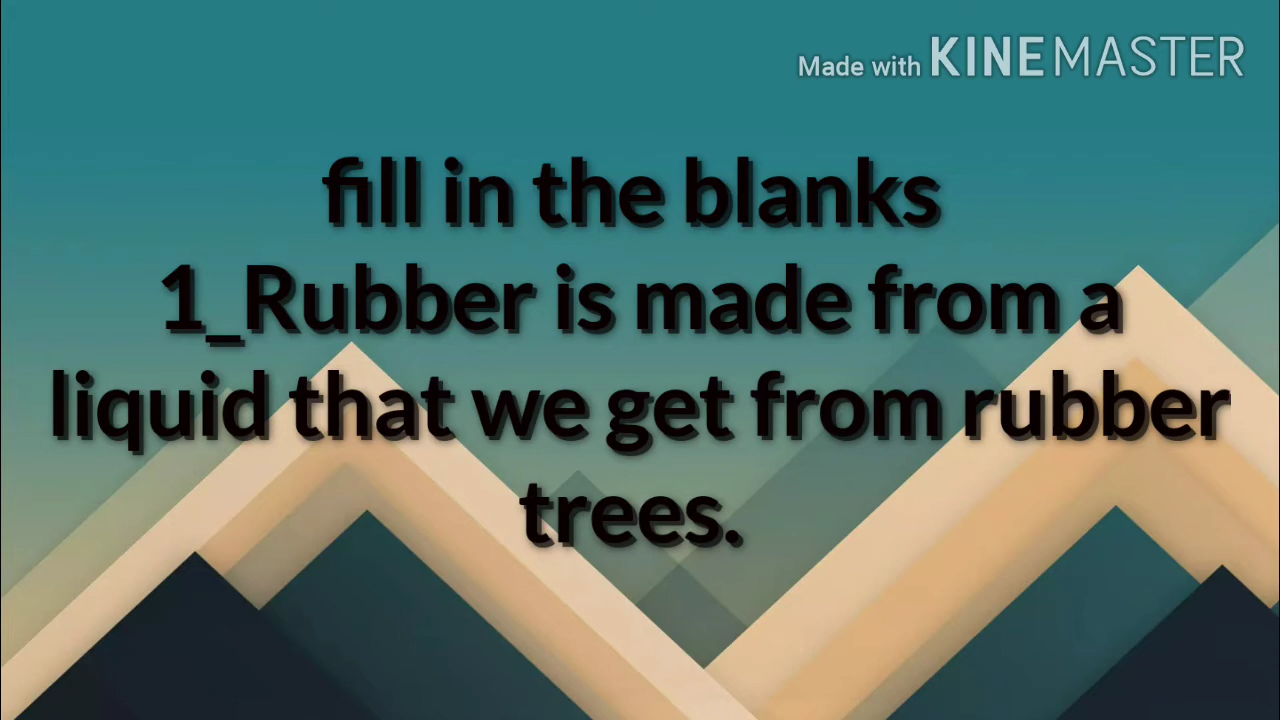 Made with KINEMASTER
fill in the blanks
1_Rubber is made from a
liquid that we get from rubber
trees.